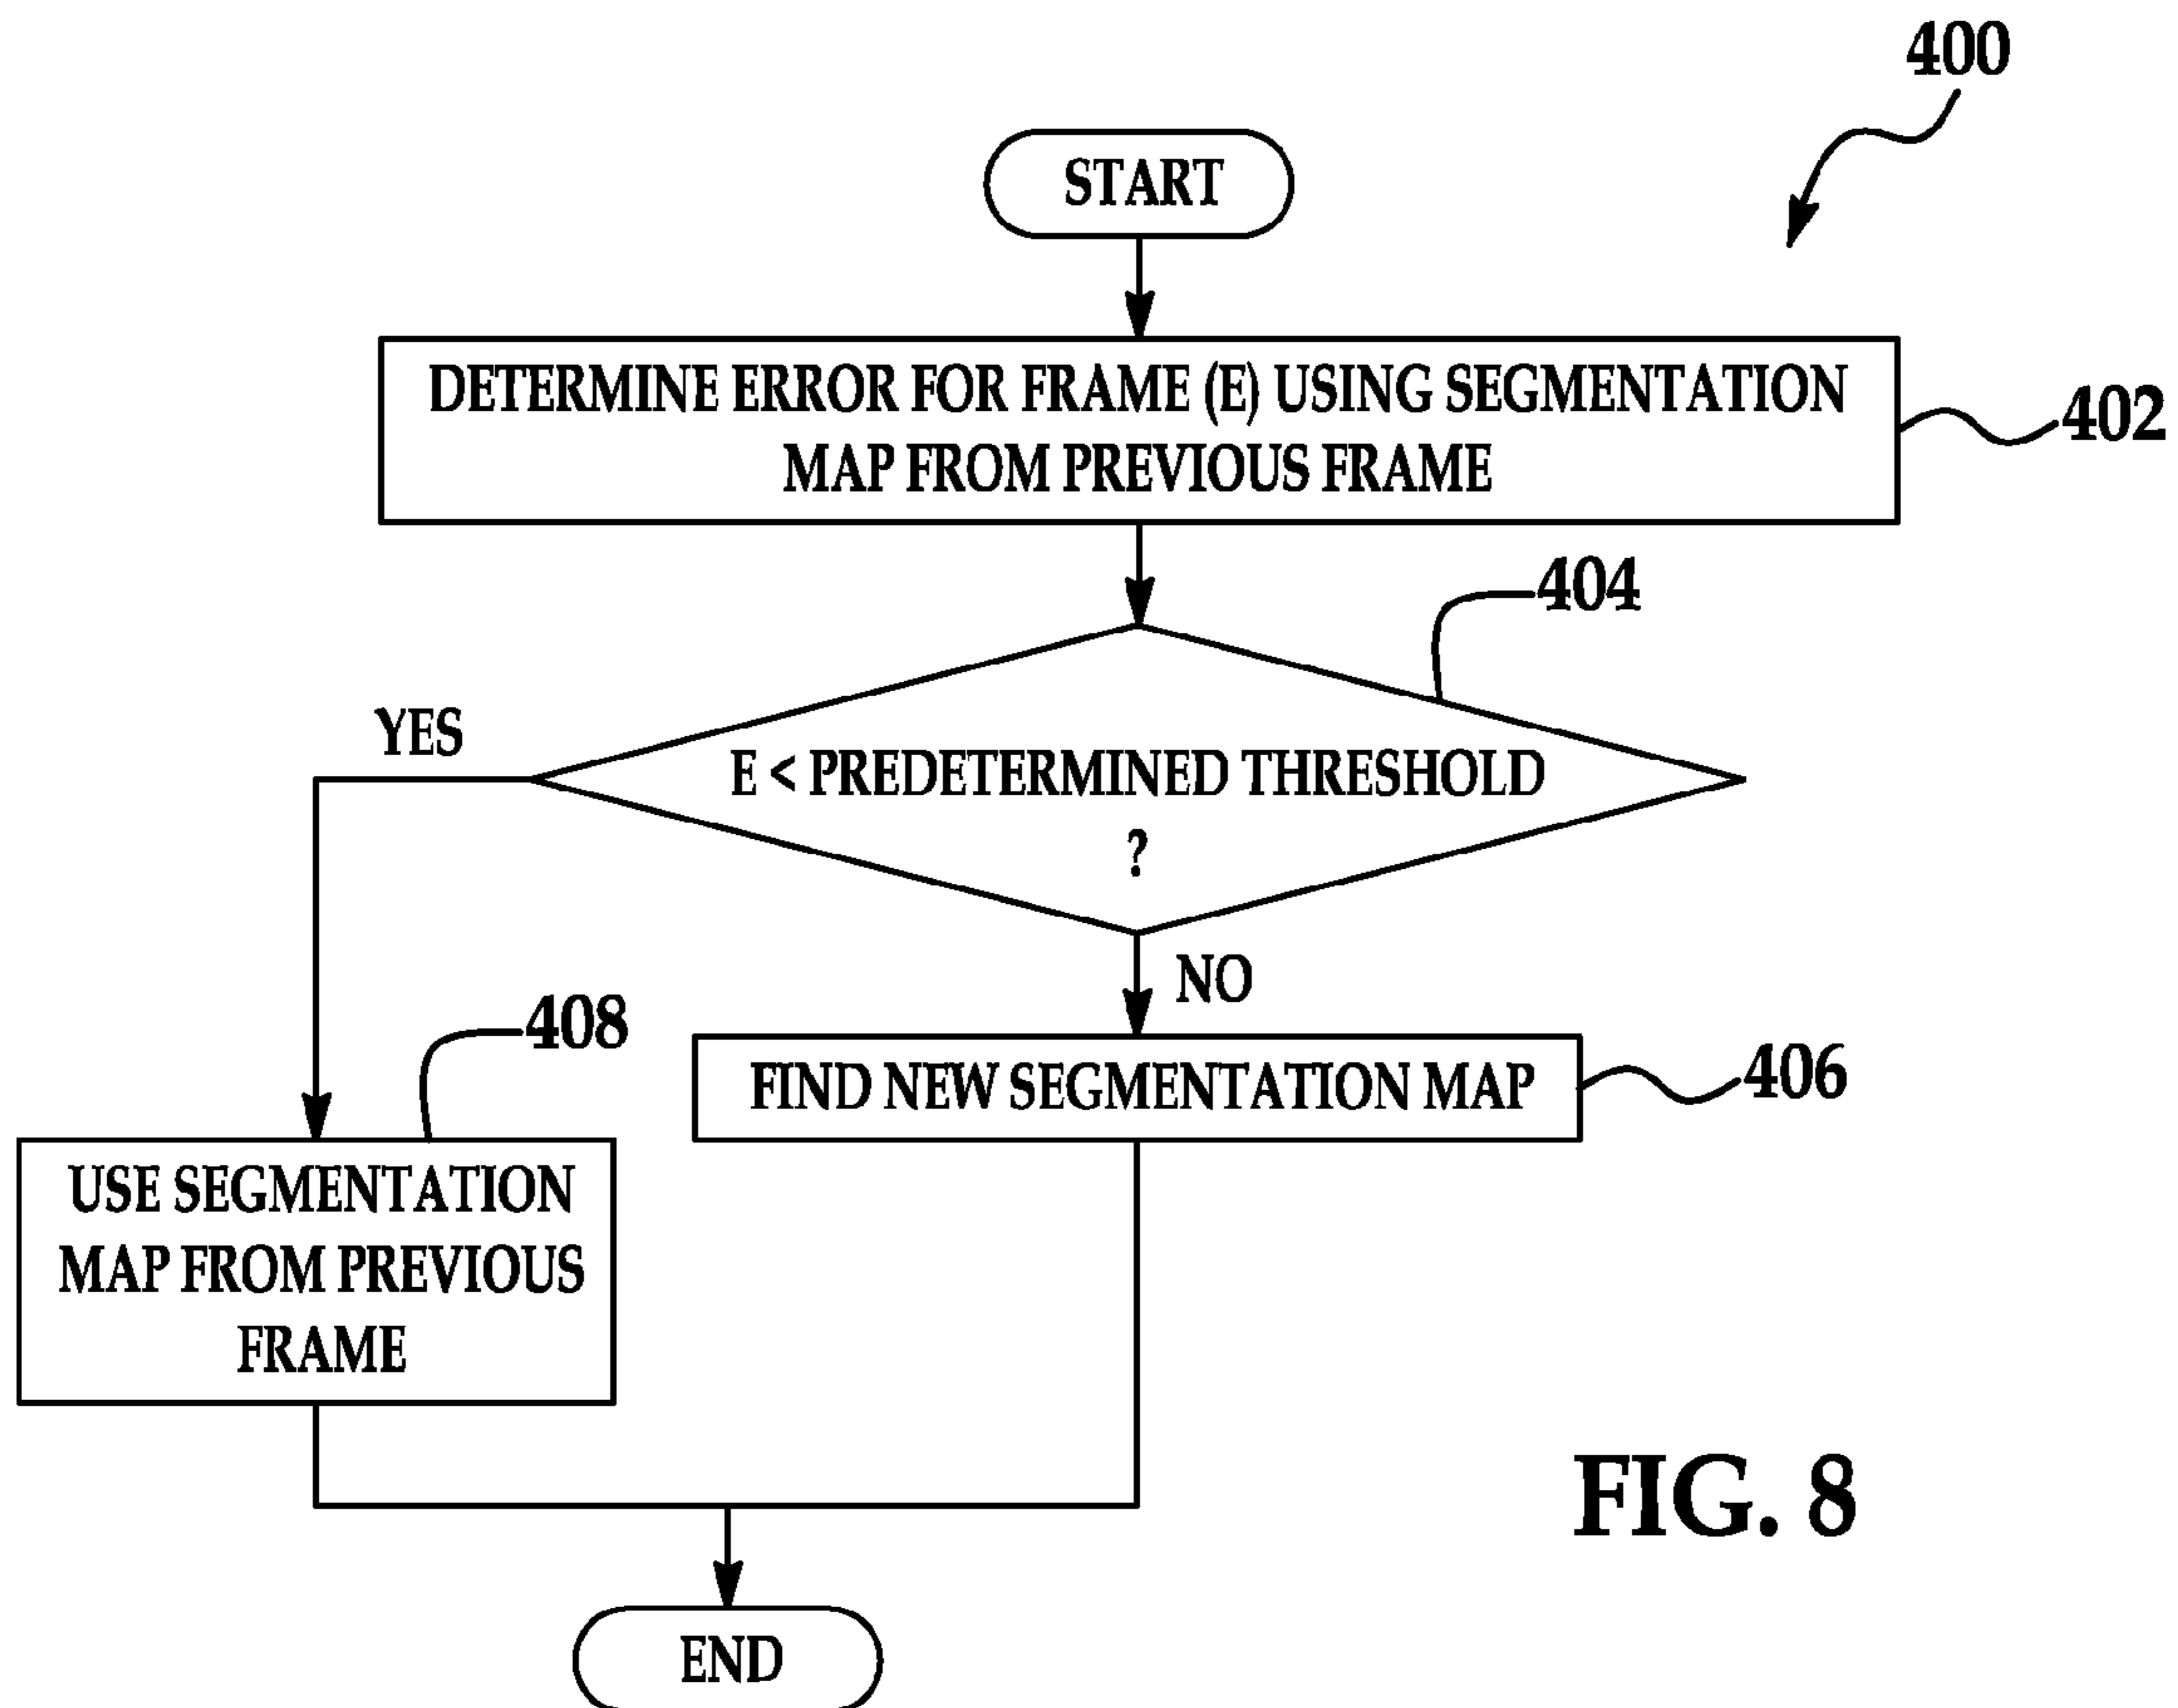 400
START
DETERMINE ERROR FOR FRAME (E) USING SEGMENTATION
MAP FROM PREVIOUS FRAME
402
404
YES
E < PREDETERMINED THRESHOLD
?
NO
408
FIND NEW SEGMENTATION MAP
406
USE SEGMENTATION
MAP FROM PREVIOUS
FRAME
FIG. 8
END